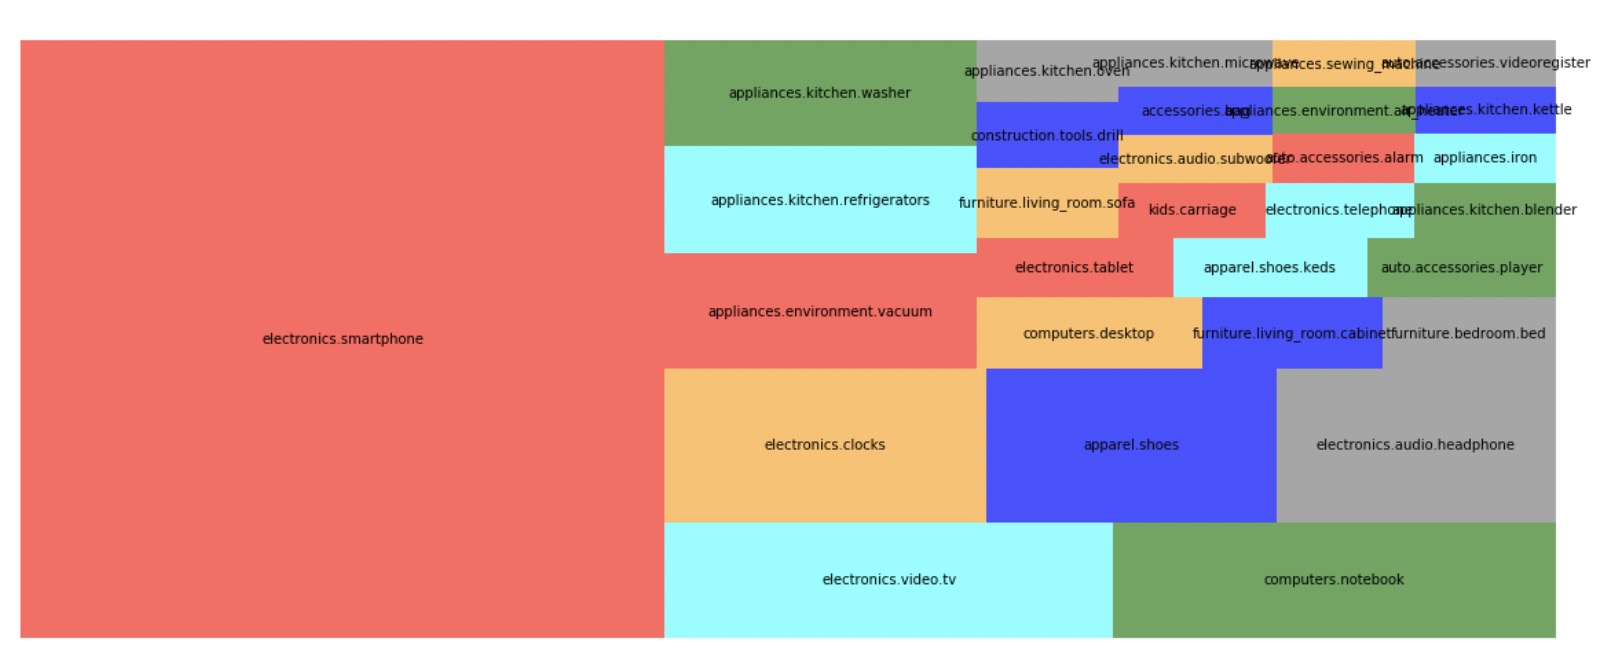 appliances.kitchen.washer
appliances.kitchen.oven
appliances.kitchen.microwave
appliances.sewing_machine
auto.accessories.videoregister
accessories.bag
appliances.environment.air_heater
appliances.kitchen.kettle
construction.tools.drill
electronics.audio.subwoofer
auto.accessories.alarm
appliances.iron
appliances.kitchen.refrigerators
furniture.living_room.sofa
kids.carriage
electronics.telephone
appliances.kitchen.blender
electronics.tablet
apparel.shoes.keds
auto.accessories.player
appliances.environment.vacuum
electronics.smartphone
computers.desktop
furniture.living_room.cabinet
furniture.bedroom.bed
electronics.clocks
apparel.shoes
electronics.audio.headphone
electronics.video.tv
computers.notebook